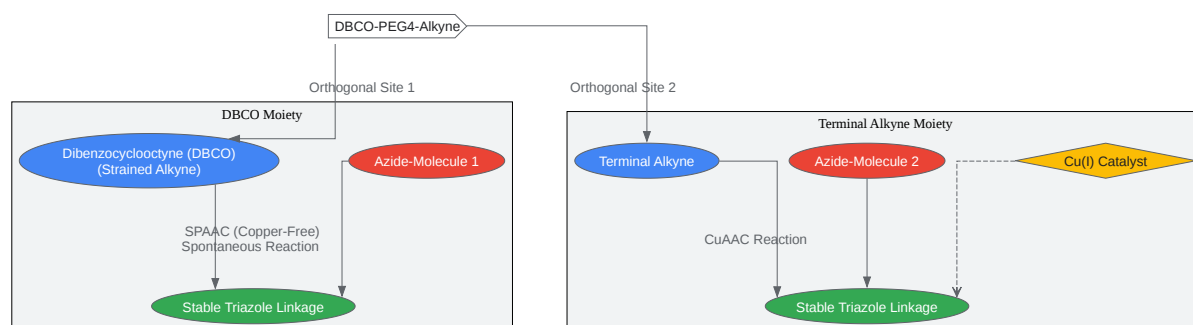 DBCO-PEG4-Alkyne
Orthogonal Site 1
Orthogonal Site 2
DBCO Moiety
Dibenzocyclooctyne (DBCO)
(Strained Alkyne)
Azide-Molecule 1
SPAAC (Copper-Free)
Spontaneous Reaction
Stable Triazole Linkage
Terminal Alkyne Moiety
Terminal Alkyne
Azide-Molecule 2
Cu(I) Catalyst
CuAAC Reaction
Stable Triazole Linkage